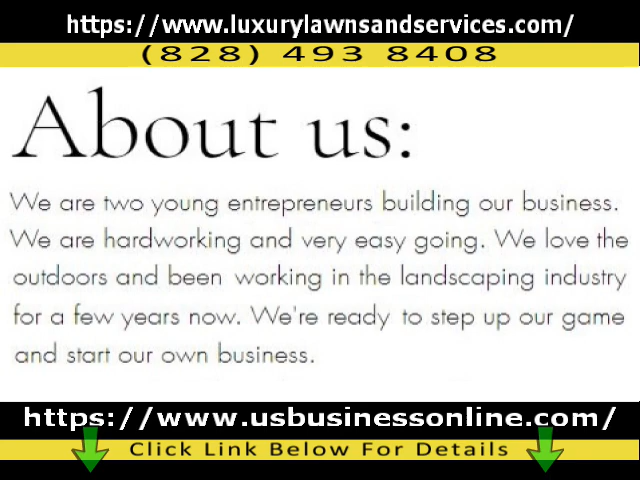 https://www.luxurylawnsandservices.com/
(828) 493 8408
About us:
We are two young entrepreneurs building our business.
We are hardworking and very easy going. We love the
outdoors and been working in the landscaping industry
for a few years now. We're ready to step up our game
and start our own business.
https://www.usbusinessonline.com/
Click Link Below For Details